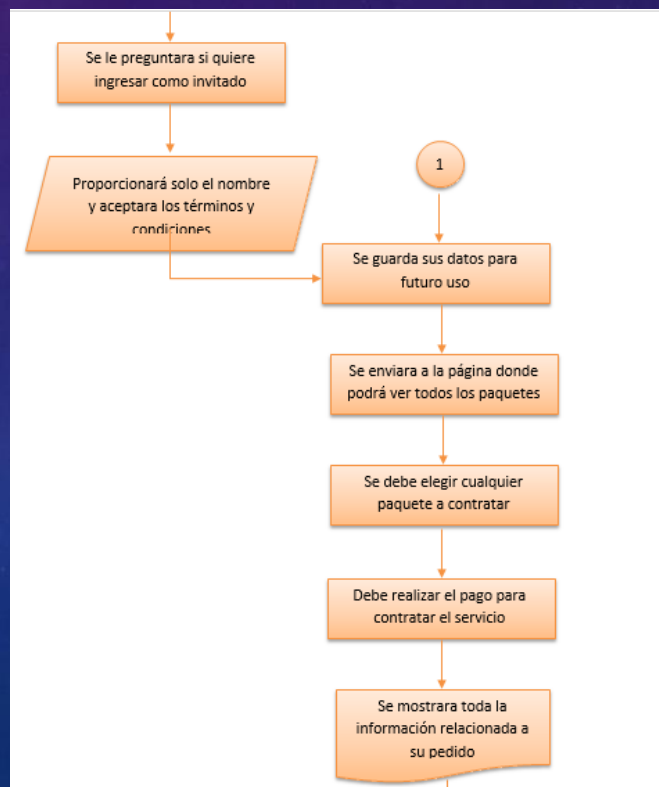 Se le preguntara si quiere
ingresar como invitado
Proporcionará solo el nombre
y aceptara los términos y
condiciones
1
Se guarda sus datos para
futuro uso
Se enviara a la página donde
podrá ver todos los paquetes
Se debe elegir cualquier
paquete a contratar
Debe realizar el pago para
contratar el servicio
Se mostrara toda la
información relacionada a
su pedido